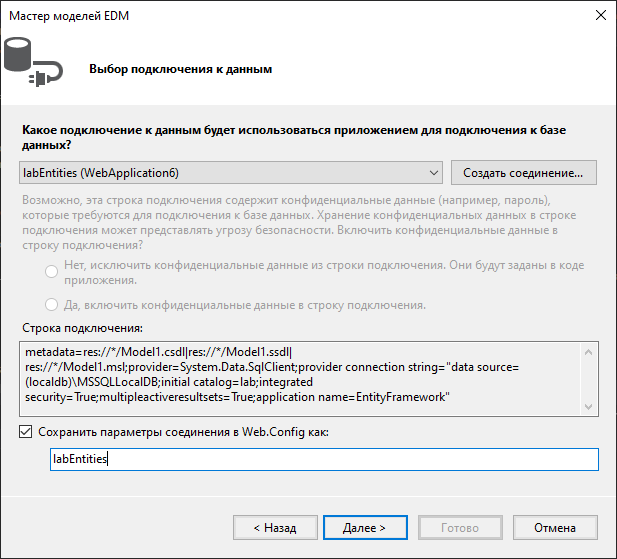 Мастер моделей EDM
Выбор подключения к данным
Какое подключение к данным будет использоваться приложением для подключения к базе
данных?
labEntities (WebApplication6)
Создать соединение...
Возможно, эта строка подключения содержит конфиденциальные данные (например, пароль),
которые требуются для подключения к базе данных. Хранение конфиденциальных данных в строке
подключения может представлять угрозу безопасности. Включить конфиденциальные данные в
строку подключения?
Нет, исключить конфиденциальные данные из строки подключения. Они будут заданы в коде
приложения.
Да, включить конфиденциальные данные в строку подключения.
Строка подключения:
metadata=res://*/Model1.csdl|res://*/Model1.ssdl|
res://*/Model1.msl;provider=System.Data.SqlClient;provider connection string="data source=
(localdb)\MSSQLLocalDB;initial catalog=lab;integrated
security=True;multipleactiveresultsets=True;application name=EntityFramework"
Сохранить параметры соединения в Web.Config как:
labEntities
< Назад
Далее >
Готово
Отмена